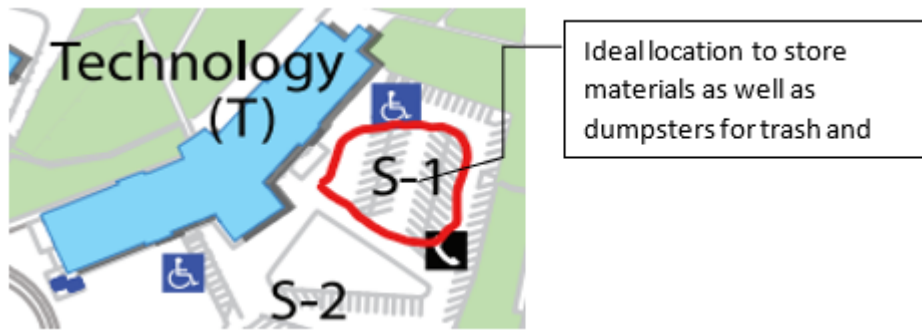 Technology
(T)
S-1
S-2
Ideal location to store
materials as well as
dumpsters for trash and